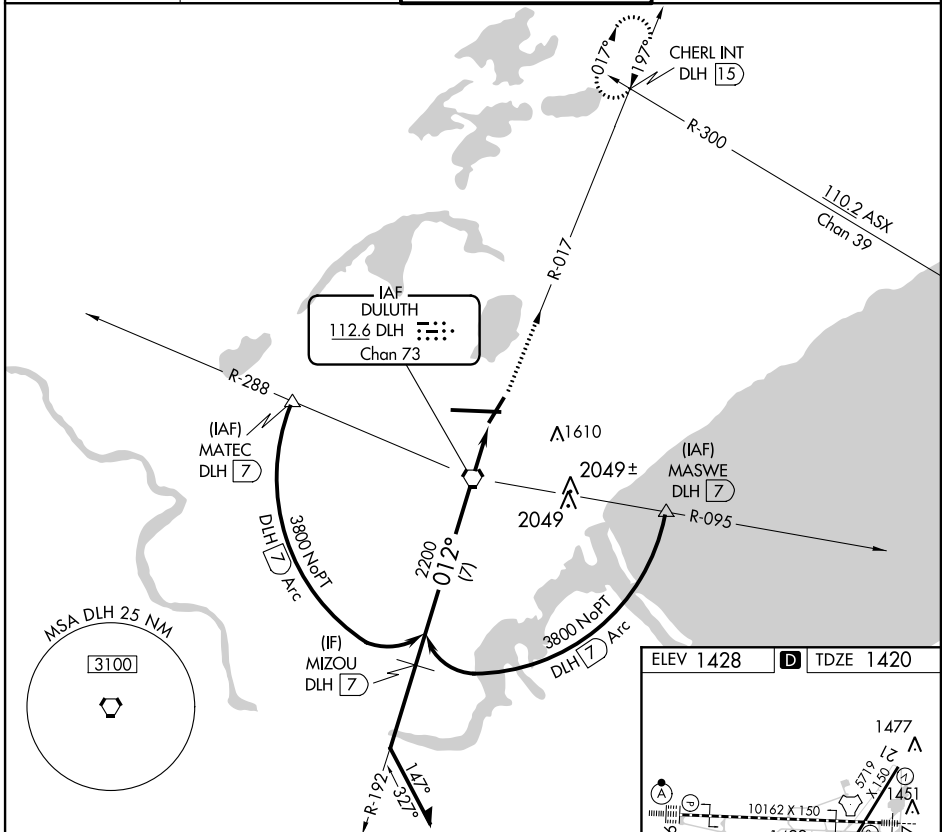 CHERL INT
DLH 15
017°
197°
R-300
110.2 ASX
Chan 39
R-017
IAF
DULUTH
112.6 DLH
Chan 73
R-288
(IAF)
MATEC
DLH 7
1610
2049±
2049
(IAF)
MASWE
DLH 7
R-095
3800 NoPT
DLH 7 Arc
2200
012°
(7)
3800 NoPT
DLH 7 Arc
(IF)
MIZOU
DLH 7
MSA DLH 25 NM
3100
R-192
147°
327°
ELEV 1428
D
TDZE 1420
1477
21
5719
X 150
V
1451
A
P
10162 X 150